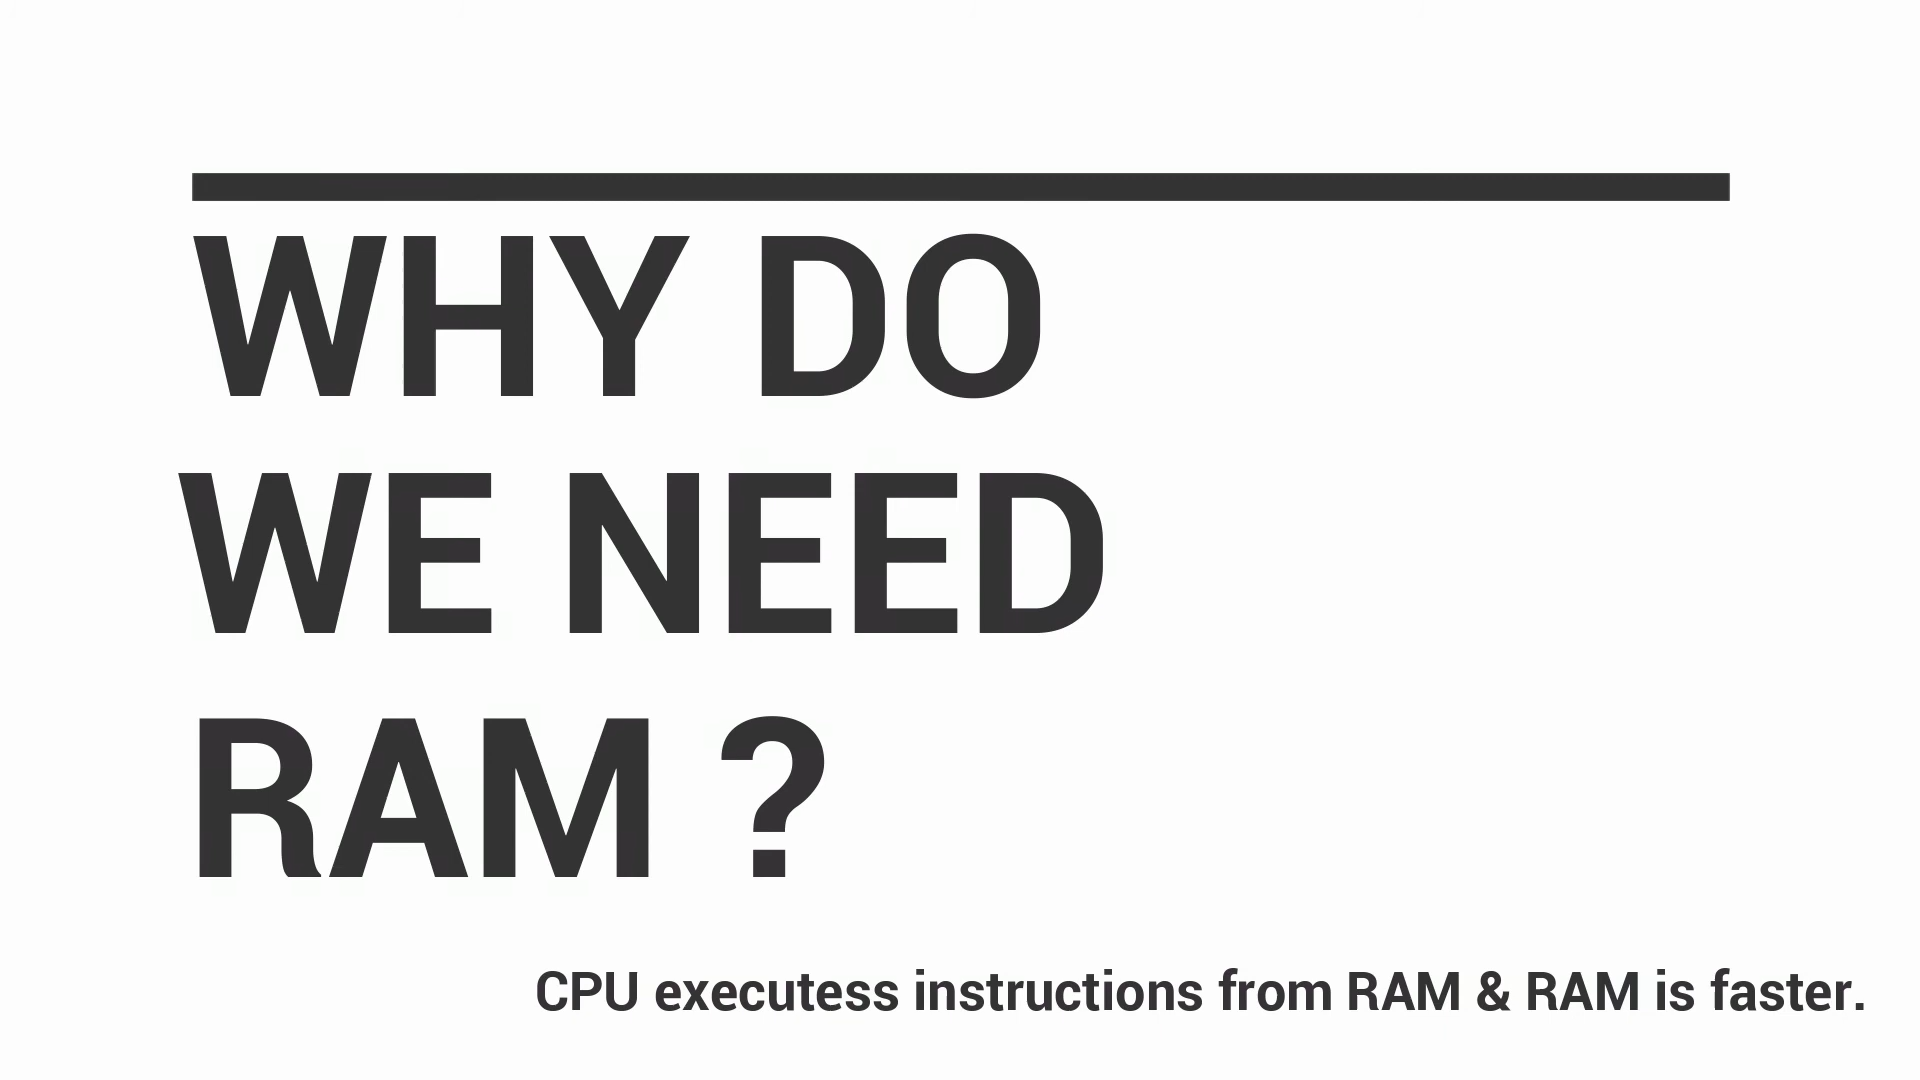 WHY DO
WE NEED
RAM ?
CPU executess instructions from RAM & RAM is faster.